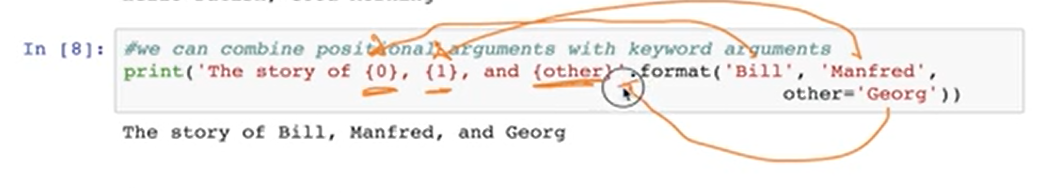 In [8]:
#we can combine positional arguments with keyword arguments
print('The story of {0}, {1}, and {other}'.format('Bill', 'Manfred',
other='Georg'))
The story of Bill, Manfred, and Georg